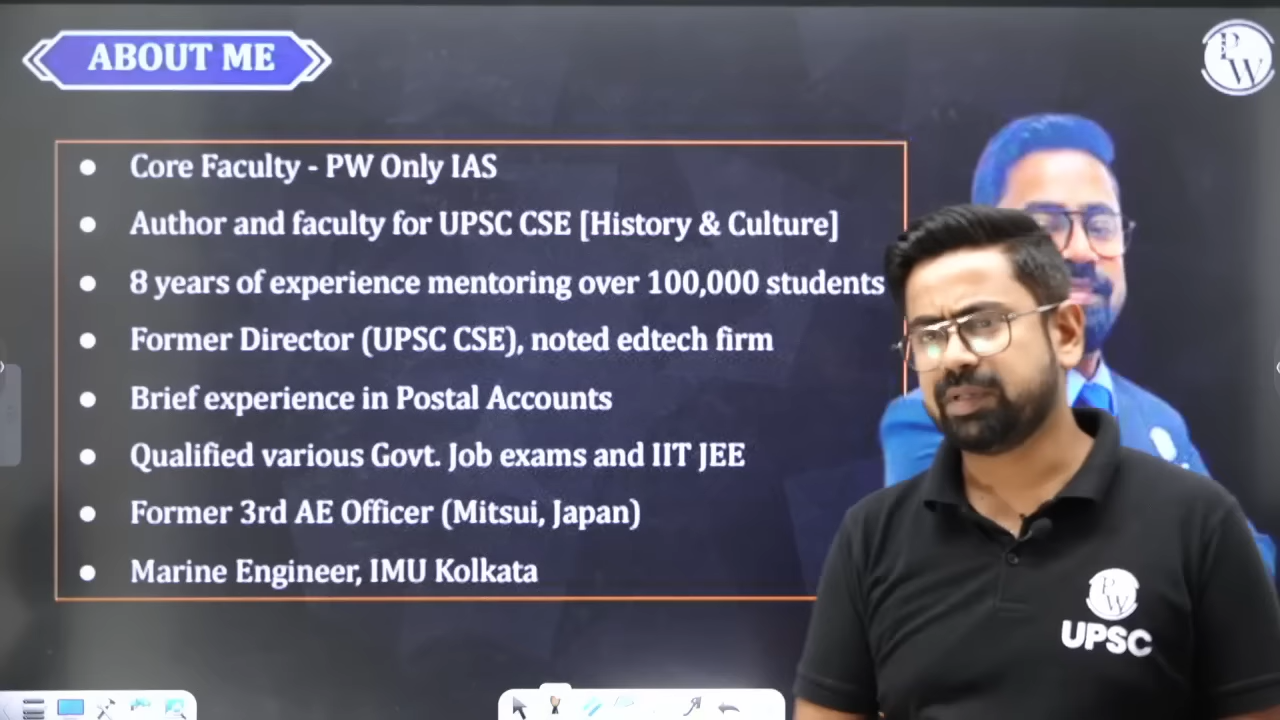 ABOUT ME
PW
Core Faculty - PW Only IAS
Author and faculty for UPSC CSE [History & Culture]
8 years of experience mentoring over 100,000 students
Former Director (UPSC CSE), noted edtech firm
Brief experience in Postal Accounts
Qualified various Govt. Job exams and IIT JEE
Former 3rd AE Officer (Mitsui, Japan)
Marine Engineer, IMU Kolkata
PW
UPSC